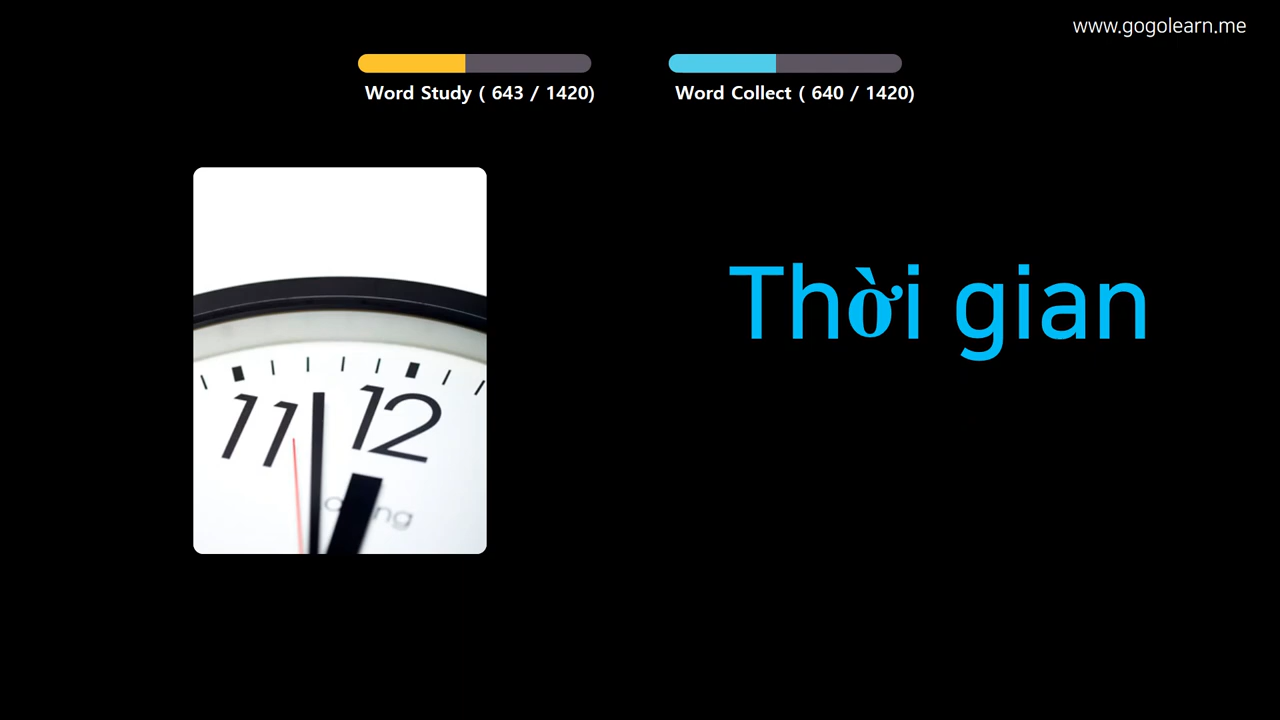 www.gogolearn.me
Word Study ( 643 / 1420)
Word Collect ( 640 / 1420)
Thời gian
11
12